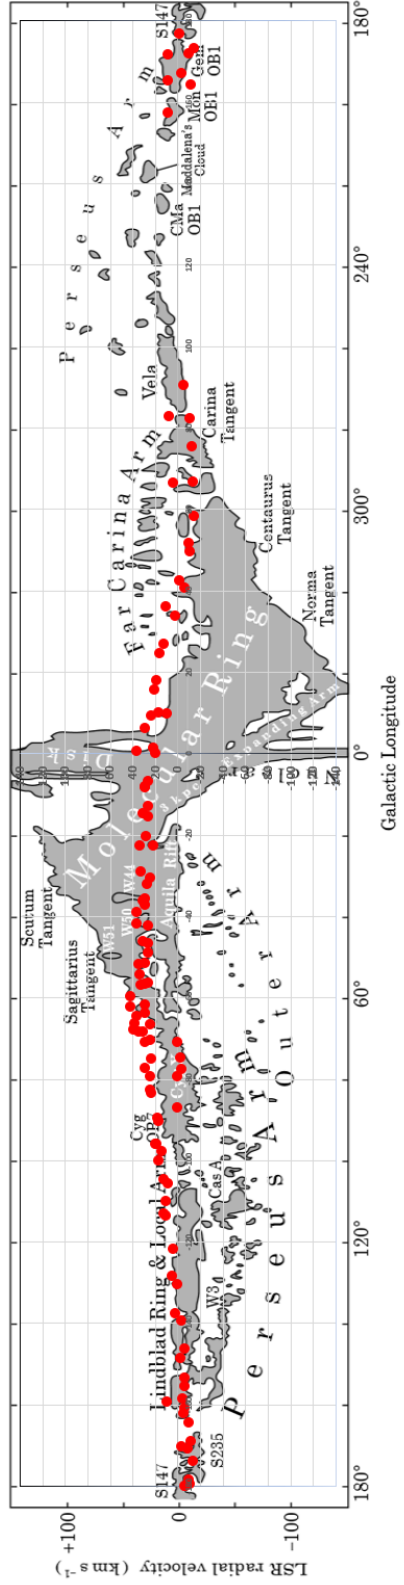 180°
240°
300°
0°
60°
120°
180°
Galactic Longitude
+100
0
-100
LSR radial velocity (km s⁻¹)
S147
Gem
OB1
Mon
OB1
Maddalena's
Cloud
CMa
OB1
Perseus Arm
Vela
Carina
Tangent
Far Carina Arm
Centaurus
Tangent
Norma
Tangent
Molecular Ring
3 kpc Expanding Arm
Disk
Scutum
Tangent
W44
W50
W51
Aquila Rift
Sagittarius
Tangent
Outer Arm
Cyg
OB7
Cas A
Lindblad Ring & Local Arm
W3
Perseus Arm
S147
S235